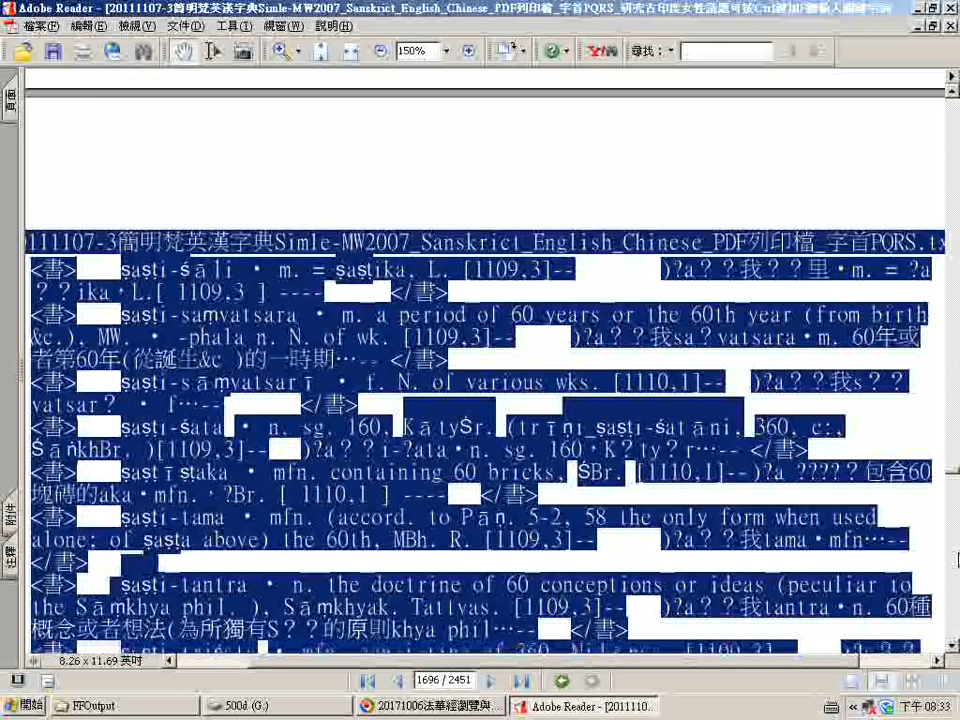 Adobe Reader - [20111107-3簡明梵英漢字典Simle-MW2007_Sanskrict_English_Chinese_PDF列印檔_字首PQRS_研究古印度女性議題可按Ctrl鍵加F鍵輸入關鍵字詞
檔案(F) 編輯(E) 檢視(V) 文件(D) 工具(T) 視窗(W) 說明(H)
150% 尋找:
頁面
0111107-3簡明梵英漢字典Simle-MW2007_Sanskrict_English_Chinese_PDF列印檔_字首PQRS.tx
<書> ṣaṣṭi-śāli • m. = ṣaṣṭika, L. [1109,3]-- )?a？？我？？里•m. = ?a
？？ika，L.[ 1109,3 ] ---- </書>
<書> ṣaṣṭi-saṃvatsara • m. a period of 60 years or the 60th year (from birth
&c.), MW. • -phala n. N. of wk. [1109,3]-- )?a？？我sa？vatsara•m. 60年或
者第60年(從誕生&c )的一時期…-- </書>
<書> ṣaṣṭi-sāṃvatsarī • f. N. of various wks. [1110,1]-- )?a？？我s？？
vatsar？ • f…-- </書>
<書> ṣaṣṭi-śata • n. sg. 160, KātyŚr. (trīṇi ṣaṣṭi-śatāni, 360, c:,
ŚāṅkhBr. )[1109,3]-- )?a？？i-?ata•n. sg. 160，K？ty？r…-- </書>
<書> ṣaṣṭīṣṭaka • mfn. containing 60 bricks, ŚBr. [1110,1]--)?a ????？包含60
塊磚的aka•mfn.，?Br. [ 1110,1 ] ---- </書>
<書> ṣaṣṭi-tama • mfn. (accord. to Pāṇ. 5-2, 58 the only form when used
alone; of ṣaṣṭa above) the 60th, MBh. R. [1109,3]-- )?a？？我tama•mfn…--
</書>
<書> ṣaṣṭi-tantra • n. the doctrine of 60 conceptions or ideas (peculiar to
the Sāṃkhya phil. ), Sāṃkhyak. Tattvas. [1109,3]-- )?a？？我tantra•n. 60種
概念或者想法(為所獨有S？？的原則khya phil…-- </書>
附件
注釋
8.26 x 11.69 英吋
1696 / 2451
開始 FFOutput 500d (G:) 20171006法華經瀏覽與... Adobe Reader - [2011110... « 下午 08:33